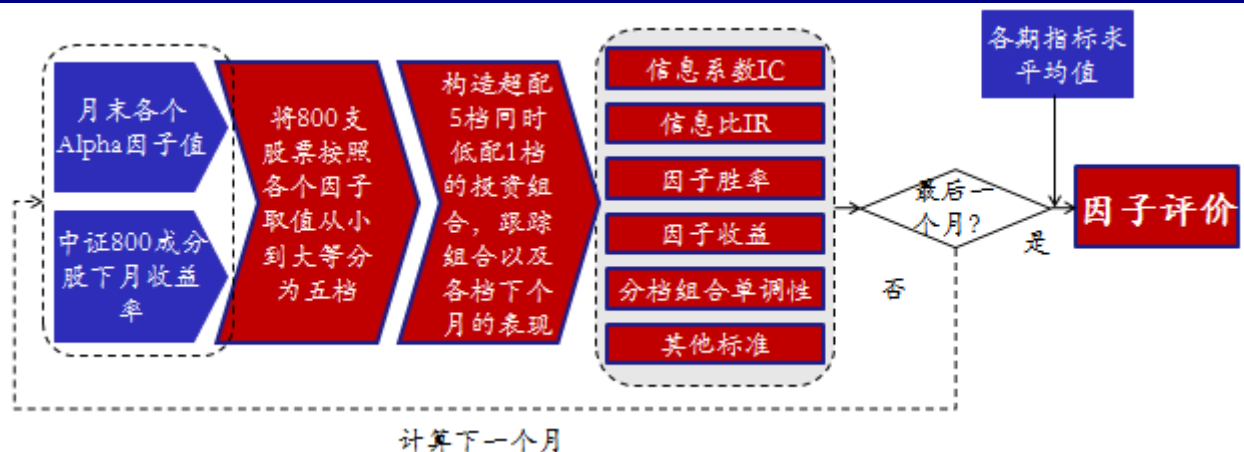 月末各个
Alpha因子值
中证800成分
股下月收益
率
将800支
股票按照
各个因子
取值从小
到大等分
为五档
构造超配
5档同时
低配1档
的投资组
合，跟踪
组合以及
各档下个
月的表现
信息系数IC
信息比IR
因子胜率
因子收益
分档组合单调性
其他标准
各期指标求
平均值
最后一
个月?
是
否
因子评价
计算下一个月